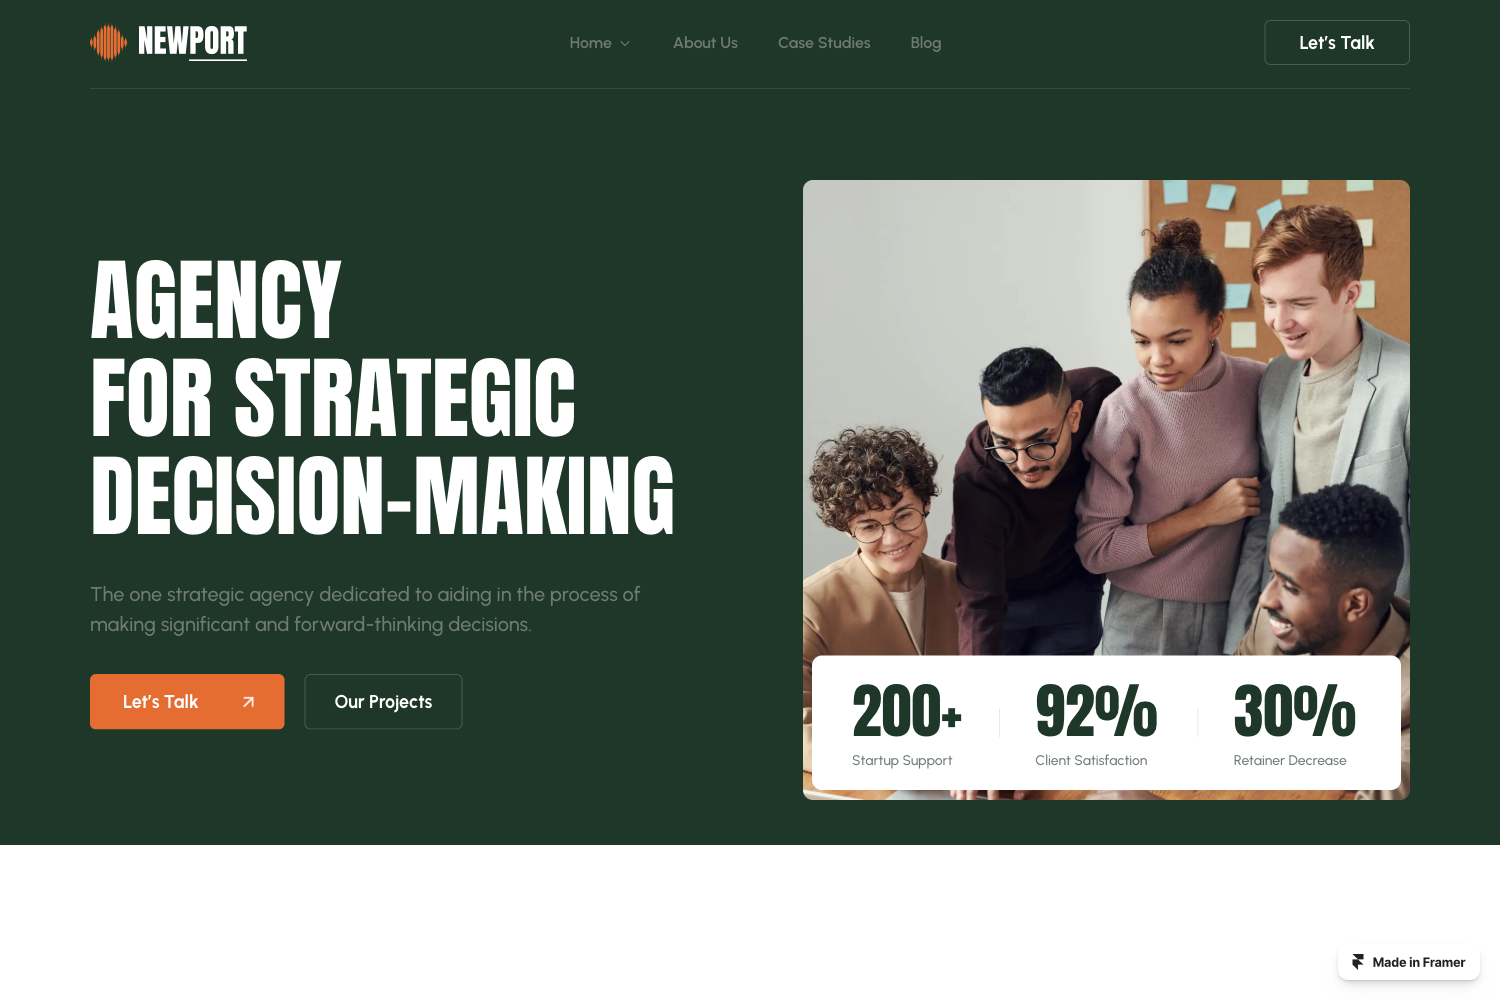 NEWPORT
Home
About Us
Case Studies
Blog
Let's Talk
AGENCY
FOR STRATEGIC
DECISION-MAKING
The one strategic agency dedicated to aiding in the process of
making significant and forward-thinking decisions.
Let's Talk
Our Projects
200+
Startup Support
92%
Client Satisfaction
30%
Retainer Decrease
Made in Framer